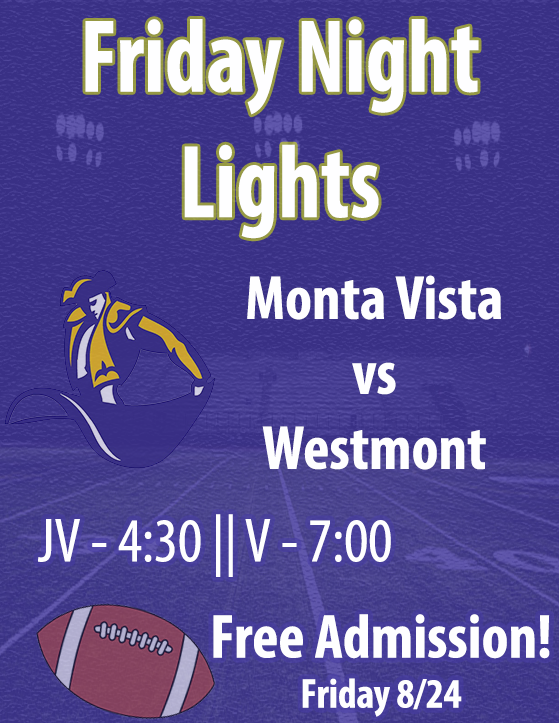 Friday Night
Lights
Monta Vista
vs
Westmont
JV - 4:30 || V - 7:00
Free Admission!
Friday 8/24